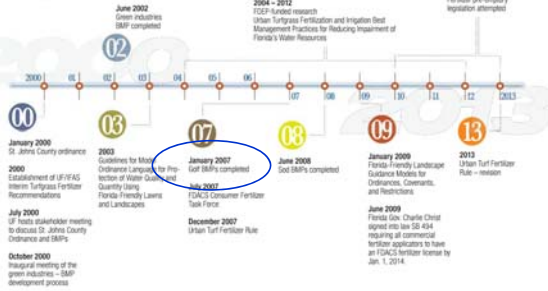 June 2002
Green industries
BMP completed
02
2004 – 2012
FDEP-funded research
Urban Turfgrass Fertilization and Irrigation Best
Management Practices for Reducing Impairment of
Florida's Water Resources
legislation attempted
2000
2013
2000
01
02
03
04
05
06
07
08
09
10
11
12
2013
00
January 2000
St. Johns County ordinance
2000
Establishment of UF/IFAS
Interim Turfgrass Fertilizer
Recommendations
July 2000
UF hosts stakeholder meeting
to discuss St. Johns County
Ordinance and BMPs
October 2000
Inaugural meeting of the
green industries – BMP
development process
03
2003
Guidelines for Model
Ordinance Language for Pro-
tection of Water Quality and
Quantity Using
Florida-Friendly Lawns
and Landscapes
07
January 2007
Golf BMPs completed
July 2007
FDACS Consumer Fertilizer
Task Force
December 2007
Urban Turf Fertilizer Rule
08
June 2008
Sod BMPs completed
09
January 2009
Florida-Friendly Landscape
Guidance Models for
Ordinances, Covenants,
and Restrictions
June 2009
Florida Gov. Charlie Christ
signed into law SB 494
requiring all commercial
fertilizer applicators to have
an FDACS fertilizer license by
Jan. 1, 2014
13
2013
Urban Turf Fertilizer
Rule – revision